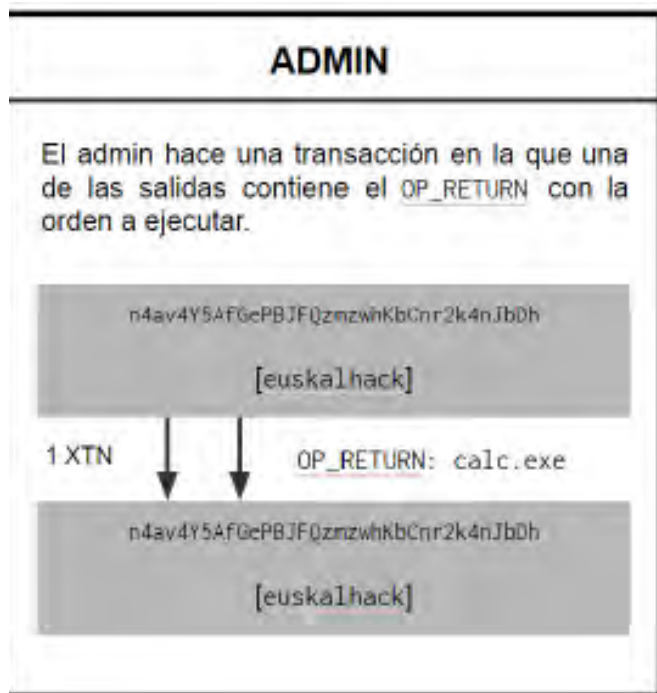 ADMIN
El admin hace una transacción en la que una
de las salidas contiene el OP_RETURN con la
orden a ejecutar.
n4av4Y5AfGePBJFQzmzwhKbCnr2k4nJbDh
[euskalhack]
1 XTN
OP_RETURN: calc.exe
n4av4Y5AfGePBJFQzmzwhKbCnr2k4nJbDh
[euskalhack]